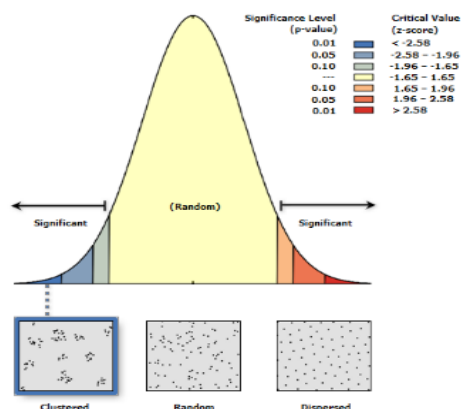 Significance Level Critical Value
(p-value) (z-score)
0.01 < -2.58
0.05 -2.58 – -1.96
0.10 -1.96 – -1.65
--- -1.65 – 1.65
0.10 1.65 – 1.96
0.05 1.96 – 2.58
0.01 > 2.58
Significant (Random) Significant
Clustered Random Dispersed